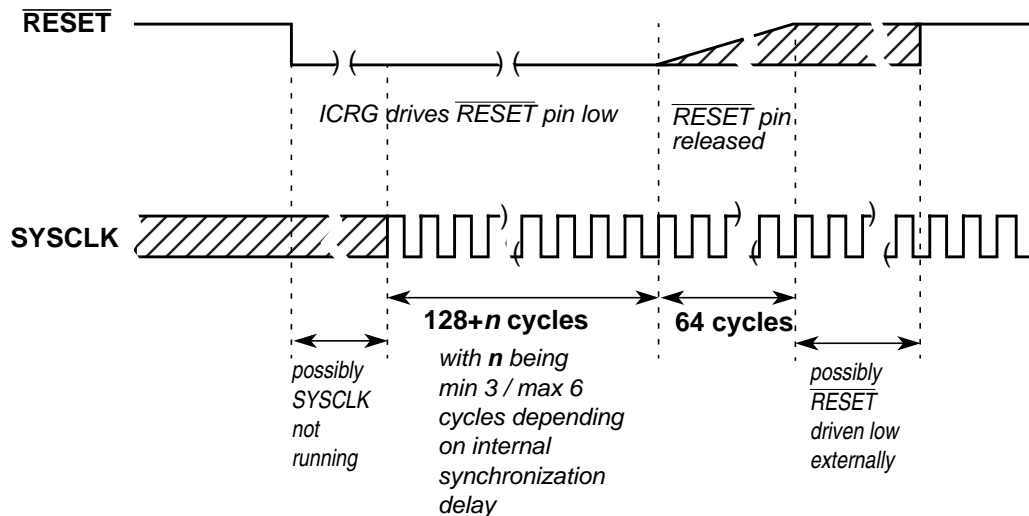 RESET
ICRG drives RESET pin low
RESET pin
released
SYSCLK
128+n cycles
with n being
min 3 / max 6
cycles depending
on internal
synchronization
delay
64 cycles
possibly
SYSCLK
not
running
possibly
RESET
driven low
externally